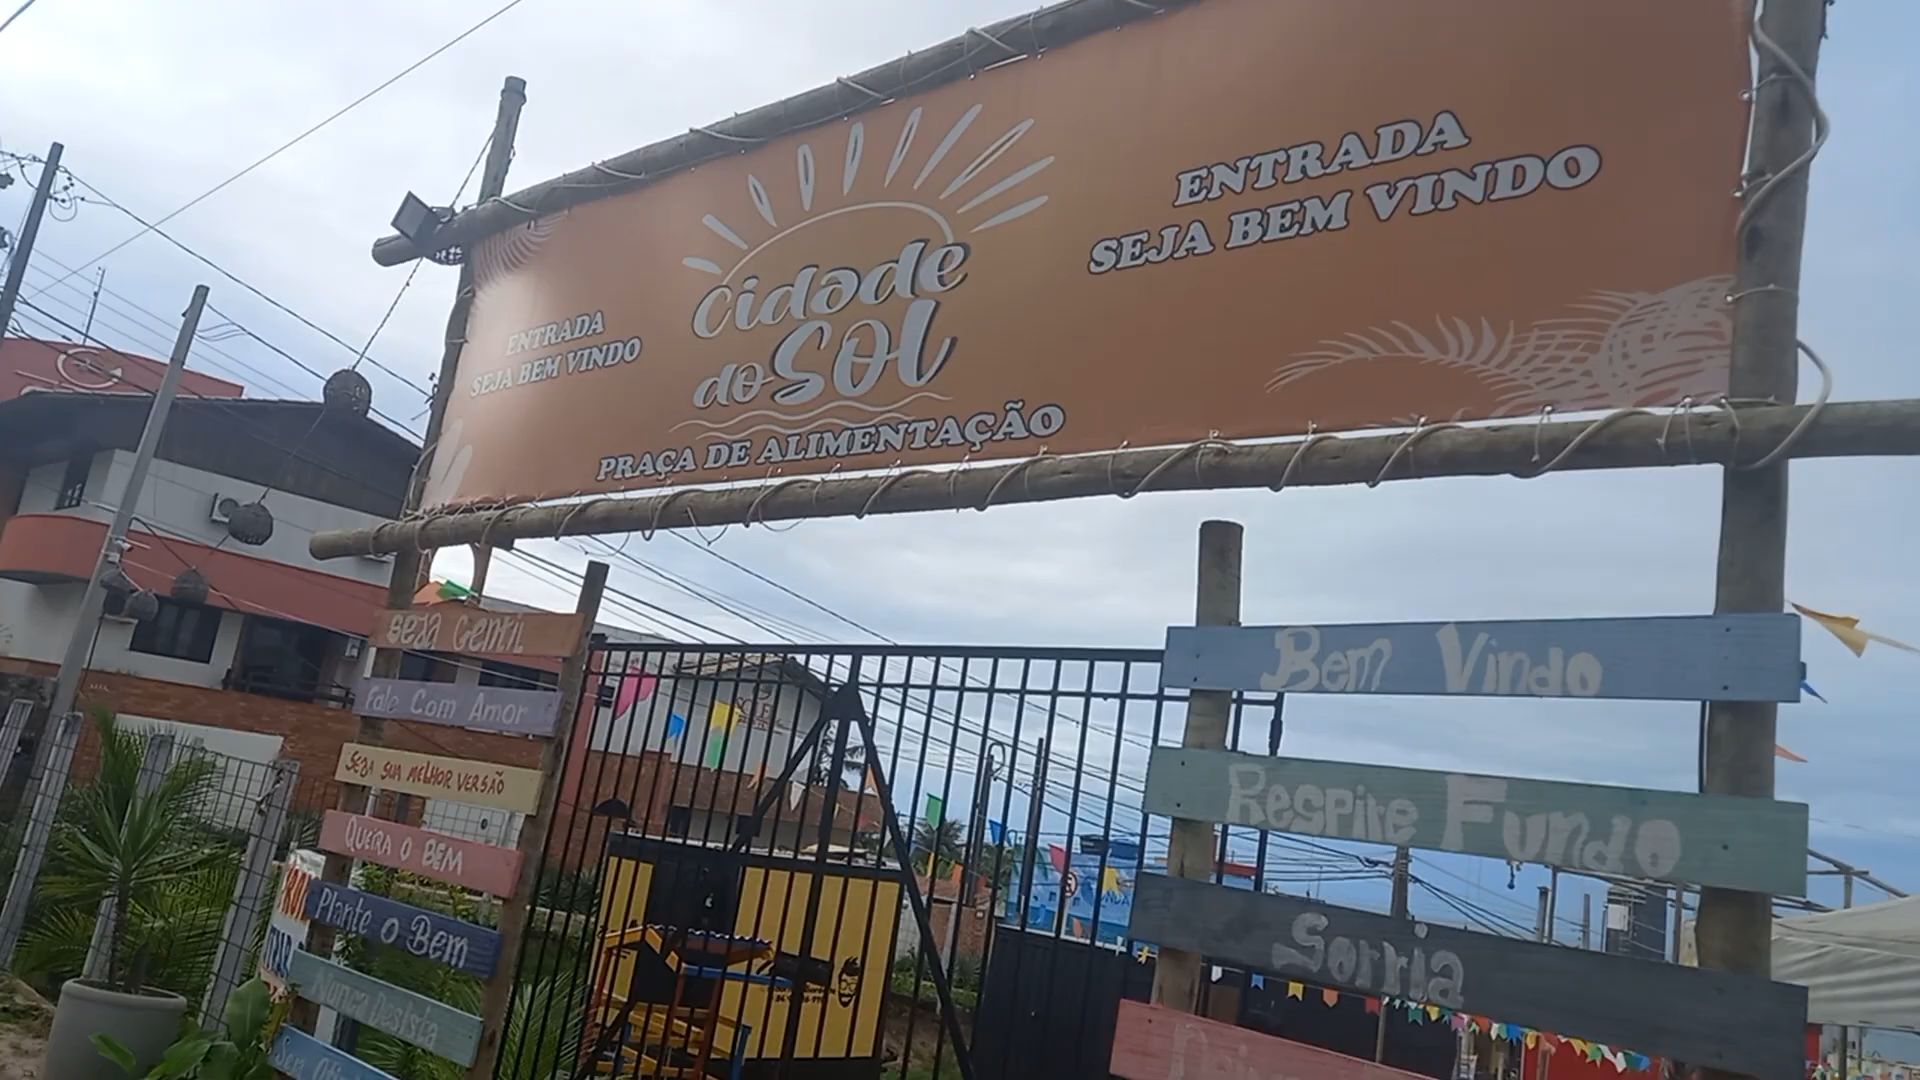 ENTRADA
SEJA BEM VINDO
Cidade
do SOL
PRAÇA DE ALIMENTAÇÃO
ENTRADA
SEJA BEM VINDO
Seja Gentil
Fale Com Amor
SEJA SUA MELHOR VERSÃO
QUEIRA O BEM
Plante o Bem
Nunca Desista
Bem Vindo
Respire Fundo
Sorria